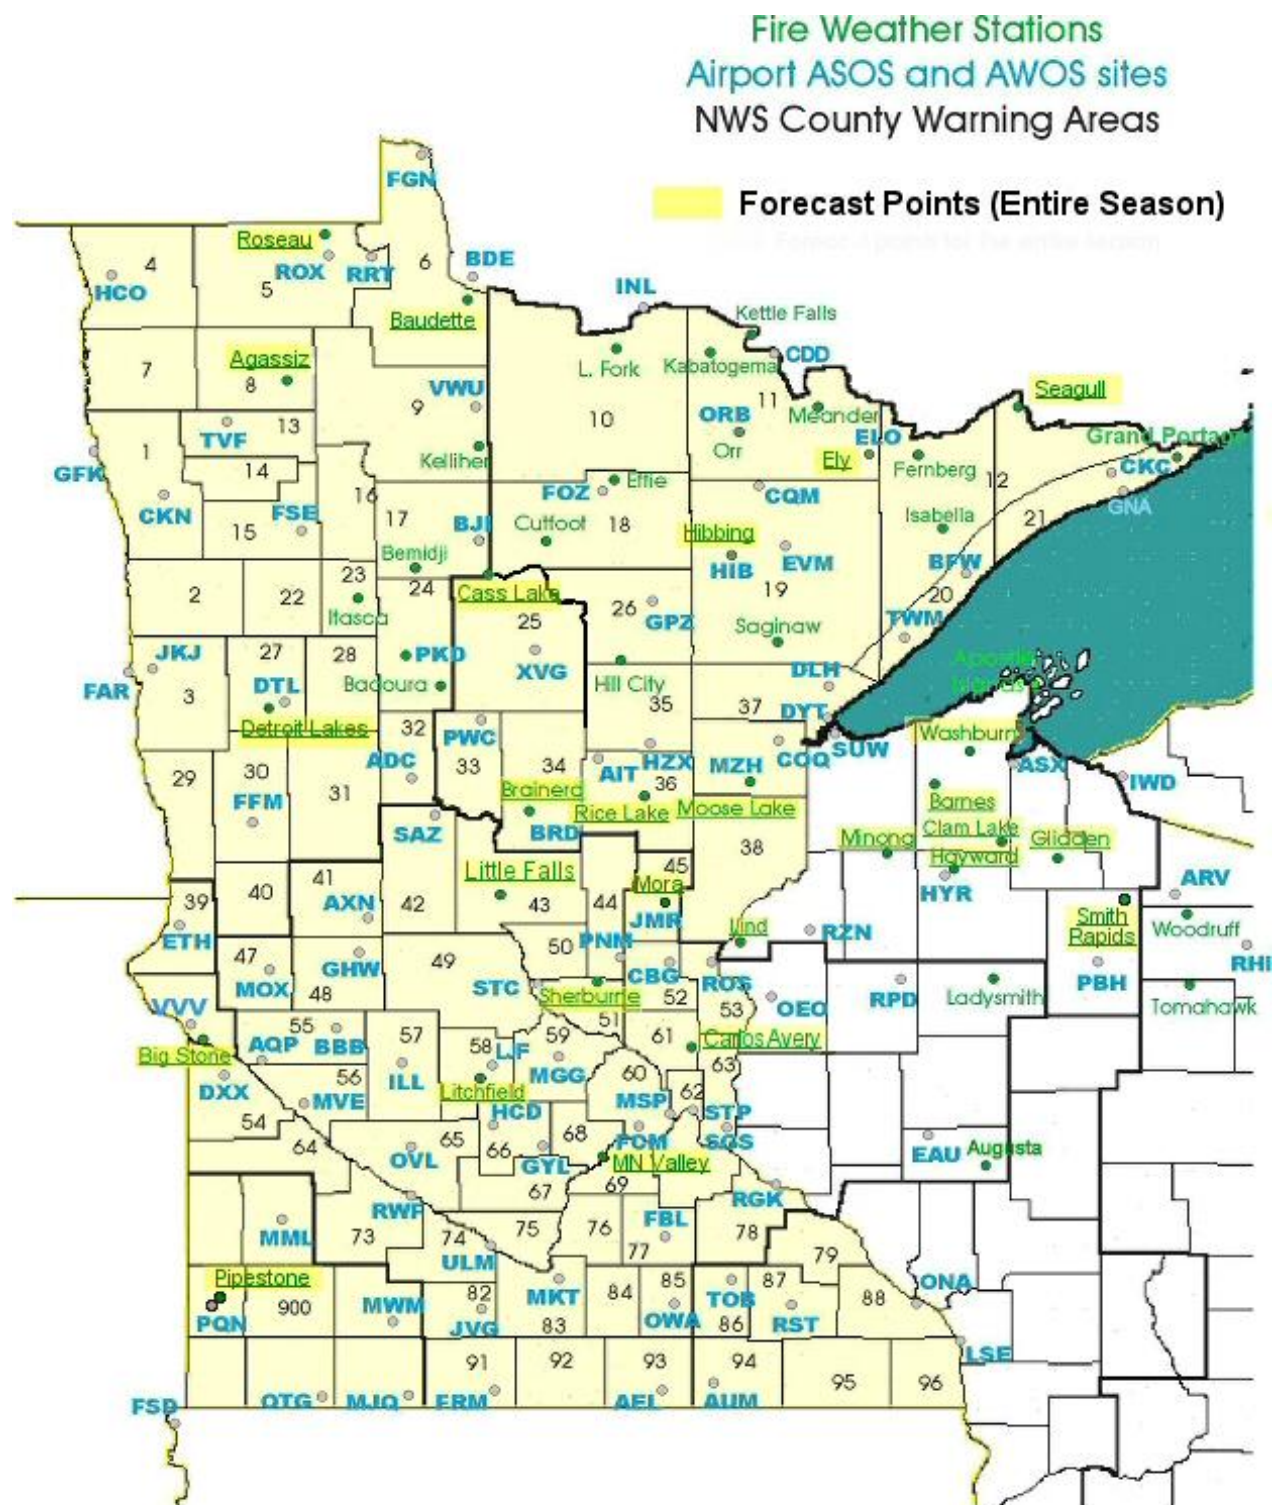 Fire Weather Stations
Airport ASOS and AWOS sites
NWS County Warning Areas
Forecast Points (Entire Season)
FGN
Roseau
4
ROX
RRT
6
BDE
HCO
5
INL
Baudette
Kettle Falls
Agassiz
L. Fork
Kabatogema
CDD
7
8
VWU
9
11
Seagull
10
ORB
Meander
13
TVF
ELO
Grand Portag
1
Orr
GFK
Kelliher
Ely
Fernberg
CKC
14
16
FOZ
Effie
CQM
12
CKN
FSE
17
BJI
Cutfoot
18
Isabella
GNA
15
Hibbing
21
Bemidji
HIB
EVM
BFW
23
24
Cass Lake
19
2
22
26
20
Itasca
25
GPZ
Saginaw
TWM
JKJ
27
28
PKD
XVG
DLH
Apostle
Islands
FAR
3
DTL
Badoura
Hill City
35
37
DYT
Detroit Lakes
32
PWC
Washburn
ADC
33
34
HZX
MZH
COQ
SUW
ASX
29
30
31
AIT
36
IWD
FFM
Brainerd
Rice Lake
Moose Lake
Barnes
SAZ
BRD
Minong
Clam Lake
Glidden
38
Hayward
41
Little Falls
45
ARV
40
Mora
HYR
39
AXN
42
43
44
JMR
Smith
Rapids
ETH
PNM
Lind
RZN
Woodruff
47
GHW
49
50
RHI
MOX
48
STC
Sherburne
CBG
ROS
RPD
PBH
VVV
52
53
OEO
Ladysmith
Tomahawk
55
57
51
AQP
BBB
58
59
61
Carlos Avery
Big Stone
LJF
56
ILL
MGG
60
63
DXX
Litchfield
MVE
HCD
MSP
62
STP
54
64
65
66
68
FCM
SGS
EAU
Augusta
OVL
GYL
MN Valley
67
69
RGK
RWF
FBL
MML
73
74
75
76
77
78
79
ULM
Pipestone
82
84
85
87
ONA
900
MWM
MKT
TOB
88
PQN
JVG
83
OWA
86
RST
LSE
91
92
93
94
95
96
FSD
OTG
MJQ
FRM
AEL
AUM